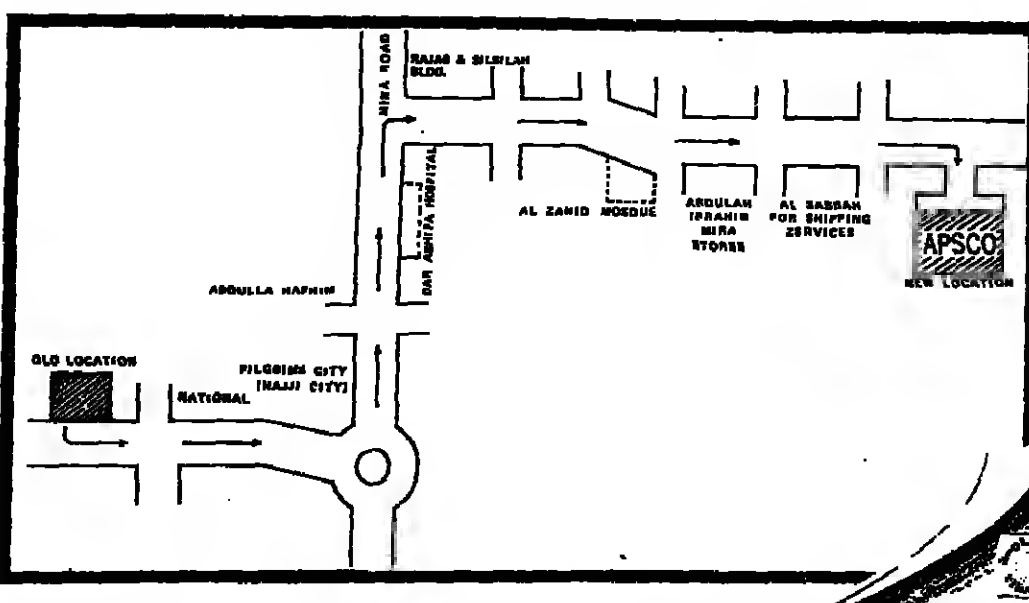 MINA ROAD
RAJAB & SILSILAH
BLDG.
DAR ASHIFA HOSPITAL
AL ZAHID MOSQUE
ABDULAH
IBRAHIM
MIRA
STORES
AL SABBAH
FOR SHIPPING
SERVICES
APSCO
NEW LOCATION
ABDULLA HASHIM
OLD LOCATION
PILGRIMS CITY
(HAJJI CITY)
NATIONAL